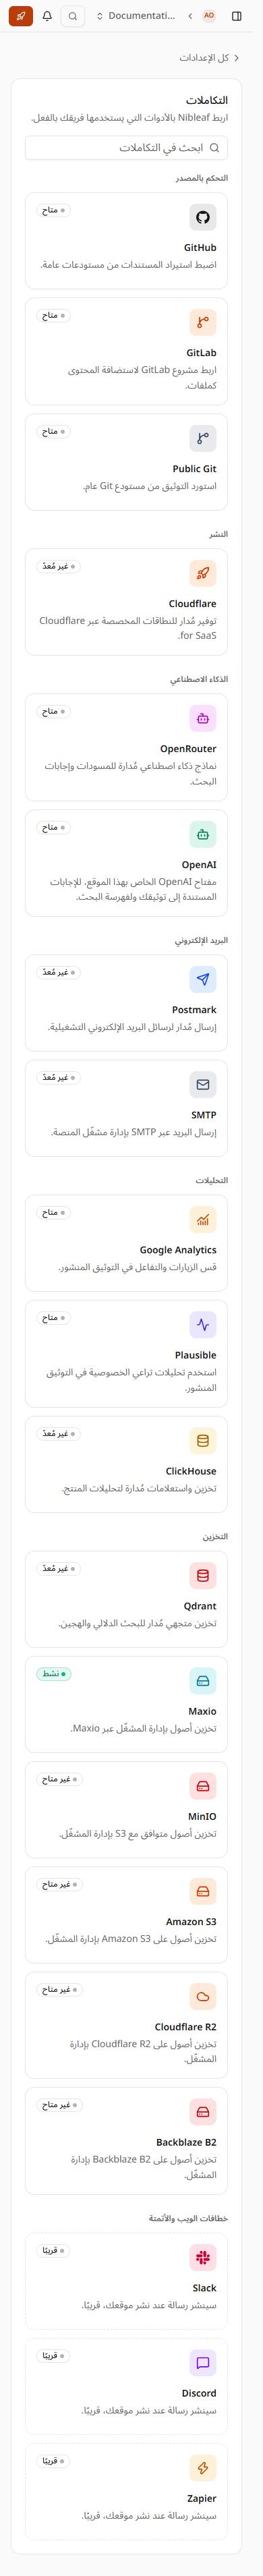 AO
Documentati...
كل الإعدادات
التكاملات
اربط Nibleaf بالأدوات التي يستخدمها فريقك بالفعل.
ابحث في التكاملات
التحكم بالمصدر
متاح
GitHub
اضبط استيراد المستندات من مستودعات عامة.
متاح
GitLab
اربط مشروع GitLab لاستضافة المحتوى
كملفات.
متاح
Public Git
استورد التوثيق من مستودع Git عام.
النشر
غير مُعدّ
Cloudflare
توفير مُدار للنطاقات المخصصة عبر Cloudflare
for SaaS.
الذكاء الاصطناعي
متاح
OpenRouter
نماذج ذكاء اصطناعي مُدارة للمسودات وإجابات
البحث.
متاح
OpenAI
مفتاح OpenAI الخاص بهذا الموقع، للإجابات
المستندة إلى توثيقك ولفهرسة البحث.
البريد الإلكتروني
غير مُعدّ
Postmark
إرسال مُدار لرسائل البريد الإلكتروني التشغيلية.
غير مُعدّ
SMTP
إرسال البريد عبر SMTP بإدارة مشغّل المنصة.
التحليلات
متاح
Google Analytics
قس الزيارات والتفاعل في التوثيق المنشور.
متاح
Plausible
استخدم تحليلات تراعي الخصوصية في التوثيق
المنشور.
غير مُعدّ
ClickHouse
تخزين واستعلامات مُدارة لتحليلات المنتج.
التخزين
غير مُعدّ
Qdrant
تخزين متجهي مُدار للبحث الدلالي والهجين.
نشط
Maxio
تخزين أصول بإدارة المشغّل عبر Maxio.
غير متاح
MinIO
تخزين أصول متوافق مع S3 بإدارة المشغّل.
غير متاح
Amazon S3
تخزين أصول على Amazon S3 بإدارة المشغّل.
غير متاح
Cloudflare R2
تخزين أصول على Cloudflare R2 بإدارة
المشغّل.
غير متاح
Backblaze B2
تخزين أصول على Backblaze B2 بإدارة
المشغّل.
خطافات الويب والأتمتة
قريبًا
Slack
سينشر رسالة عند نشر موقعك، قريبًا.
قريبًا
Discord
سينشر رسالة عند نشر موقعك، قريبًا.
قريبًا
Zapier
سينشر رسالة عند نشر موقعك، قريبًا.